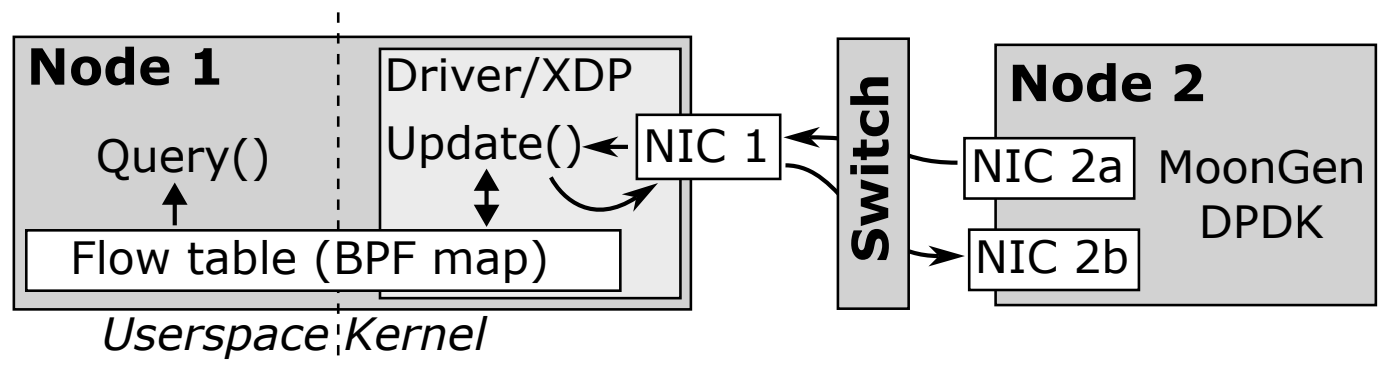 Node 1
Driver/XDP
Query()
Update()
NIC 1
Flow table (BPF map)
Userspace
Kernel
Switch
Node 2
NIC 2a
MoonGen
DPDK
NIC 2b